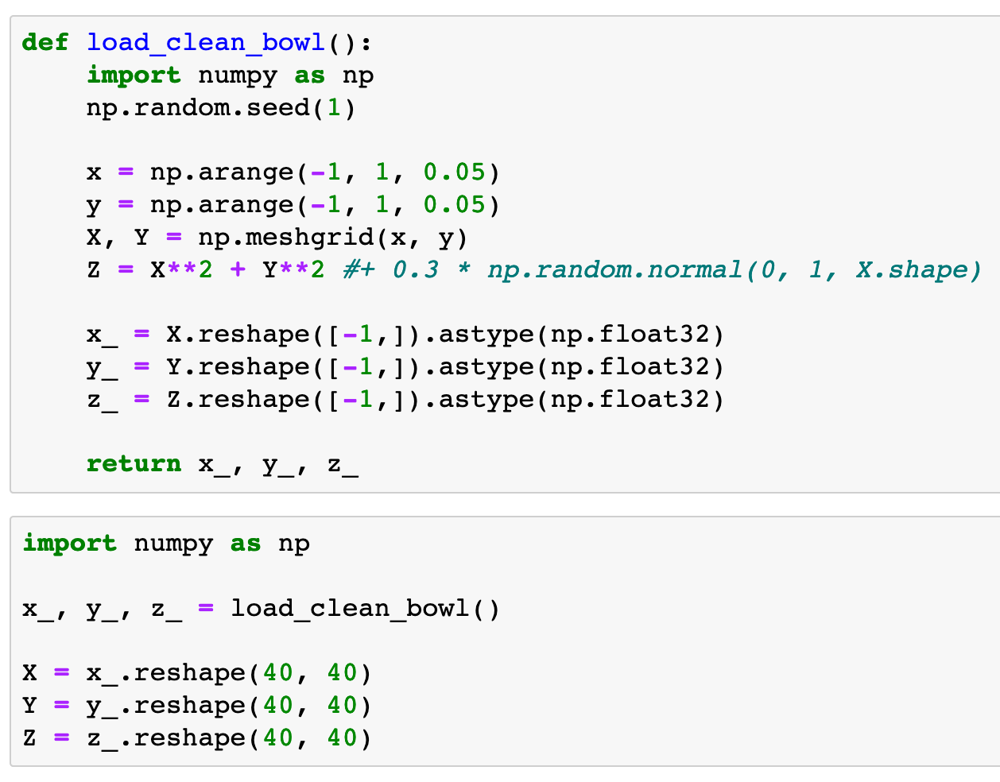 def load_clean_bowl():
    import numpy as np
    np.random.seed(1)

    x = np.arange(-1, 1, 0.05)
    y = np.arange(-1, 1, 0.05)
    X, Y = np.meshgrid(x, y)
    Z = X**2 + Y**2 #+ 0.3 * np.random.normal(0, 1, X.shape)

    x_ = X.reshape([-1,]).astype(np.float32)
    y_ = Y.reshape([-1,]).astype(np.float32)
    z_ = Z.reshape([-1,]).astype(np.float32)

    return x_, y_, z_

import numpy as np

x_, y_, z_ = load_clean_bowl()

X = x_.reshape(40, 40)
Y = y_.reshape(40, 40)
Z = z_.reshape(40, 40)